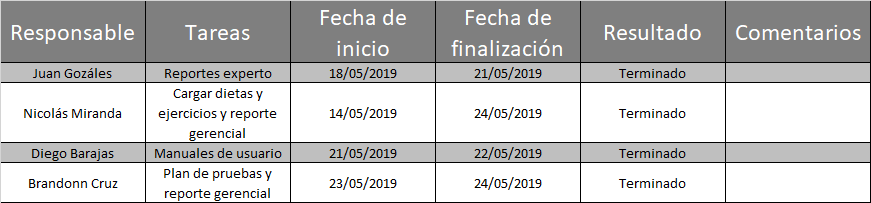 Responsable Tareas Fecha de inicio Fecha de finalización Resultado Comentarios
Juan Gozáles Reportes experto 18/05/2019 21/05/2019 Terminado
Nicolás Miranda Cargar dietas y ejercicios y reporte gerencial 14/05/2019 24/05/2019 Terminado
Diego Barajas Manuales de usuario 21/05/2019 22/05/2019 Terminado
Brandonn Cruz Plan de pruebas y reporte gerencial 23/05/2019 24/05/2019 Terminado